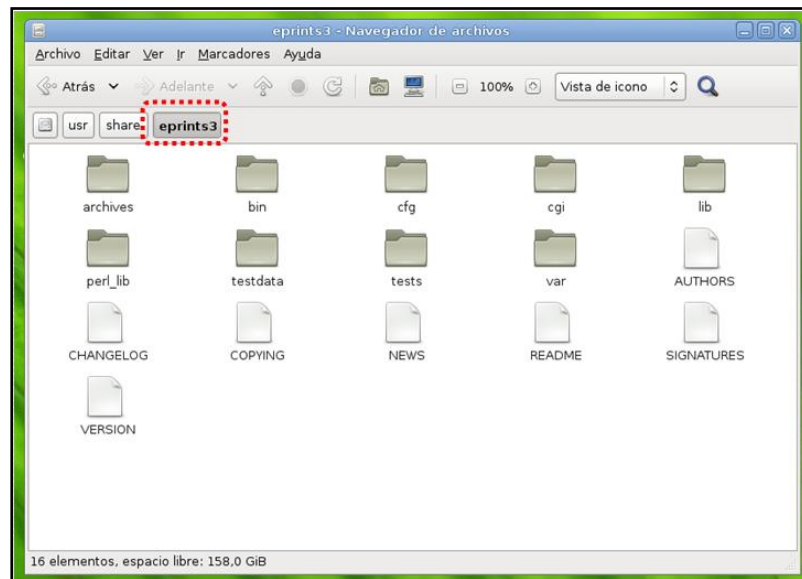 eprints3 - Navegador de archivos
Archivo Editar Ver Ir Marcadores Ayuda
Atrás Adelante 100% Vista de icono
usr share eprints3
archives bin cfg cgi lib
perl_lib testdata tests var AUTHORS
CHANGELOG COPYING NEWS README SIGNATURES
VERSION
16 elementos, espacio libre: 158,0 GiB